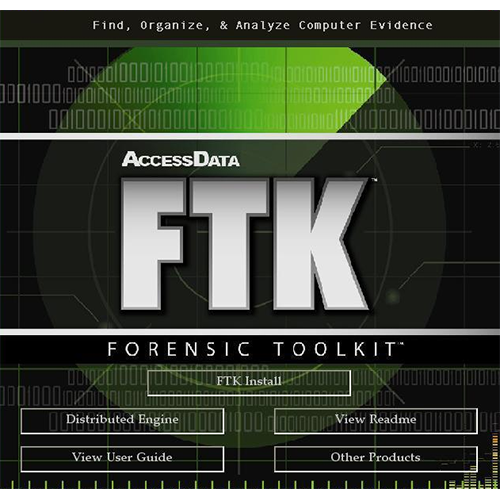 Find, Organize, & Analyze Computer Evidence
ACCESSDATA
FTK™
FORENSIC TOOLKIT™
FTK Install
Distributed Engine
View Readme
View User Guide
Other Products